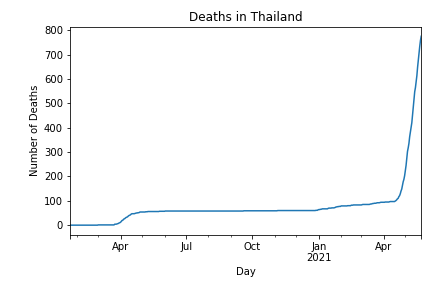 Deaths in Thailand
800
700
600
500
400
300
200
100
0
Number of Deaths
Apr
Jul
Oct
Jan
2021
Apr
Day